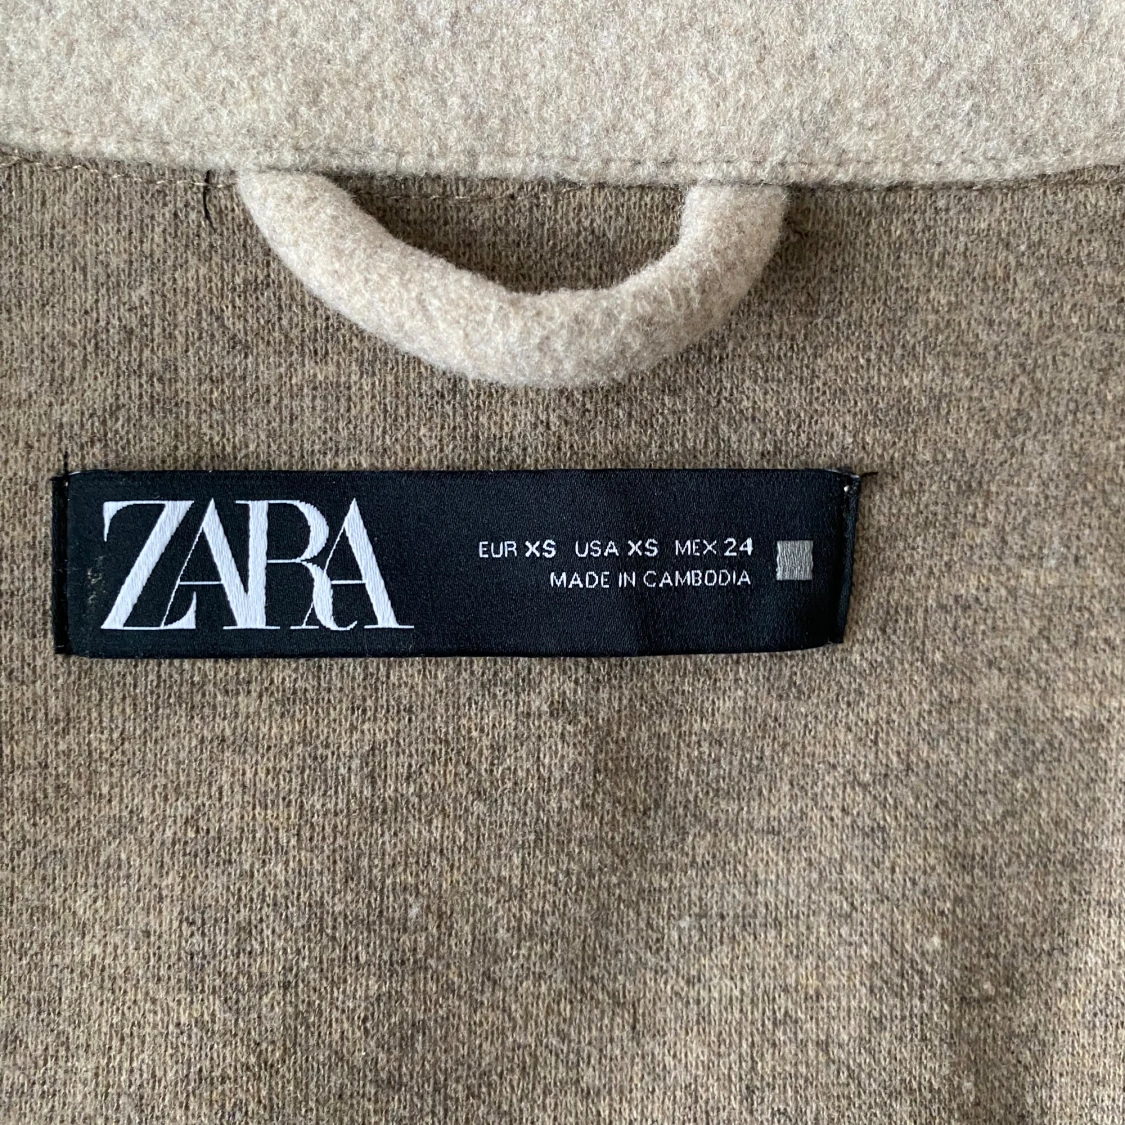 ZARA
EUR XS USA XS MEX 24
MADE IN CAMBODIA